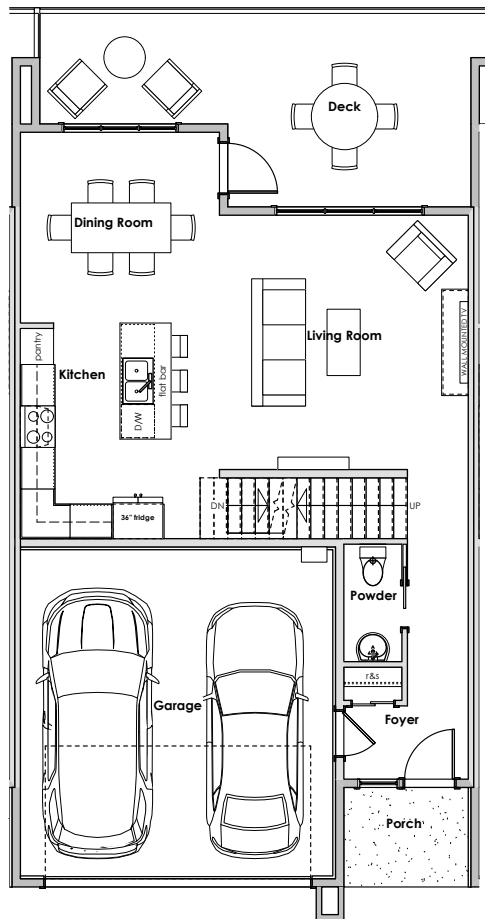 Deck
Dining Room
Living Room
WALL MOUNTED TV
pantry
Kitchen
flat bar
D/W
DN
UP
36" fridge
Powder
r&s
Garage
Foyer
Porch